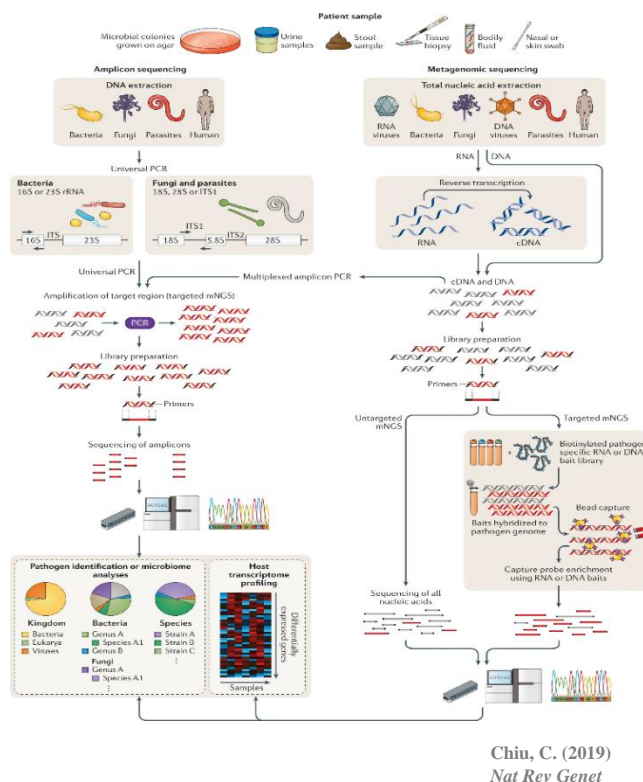 Patient sample
Microbial colonies
grown on agar
Urine
samples
Stool
sample
Tissue
biopsy
Bodily
fluid
Nasal or
skin swab
Amplicon sequencing
DNA extraction
Bacteria
Fungi
Parasites
Human
Universal PCR
Bacteria
16S or 23S rRNA
ITS
16S
23S
Fungi and parasites
18S, 28S or ITS1
ITS1
18S
5.8S
ITS2
28S
Universal PCR
Multiplexed amplicon PCR
Amplification of target region (targeted mNGS)
PCR
Library preparation
Primers
Sequencing of amplicons
Metagenomic sequencing
Total nucleic acid extraction
RNA
viruses
Bacteria
Fungi
DNA
viruses
Parasites
Human
RNA
DNA
Reverse transcription
RNA
cDNA
cDNA and DNA
Library preparation
Primers
Untargeted
mNGS
Targeted mNGS
Biotinylated pathogen-
specific RNA or DNA
bait library
Baits hybridized to
pathogen genome
Bead capture
Capture probe enrichment
using RNA or DNA baits
Sequencing of all
nucleic acids
Pathogen identification or microbiome
analyses
Kingdom
Bacteria
Eukarya
Viruses
Bacteria
Genus A
Species A1
Genus B
Fungi
Genus A
Species A1
⋮
Species
Strain A
Strain B
Strain C
⋮
Host
transcriptome
profiling
Differentially
expressed genes
Samples
Chiu, C. (2019)
Nat Rev Genet